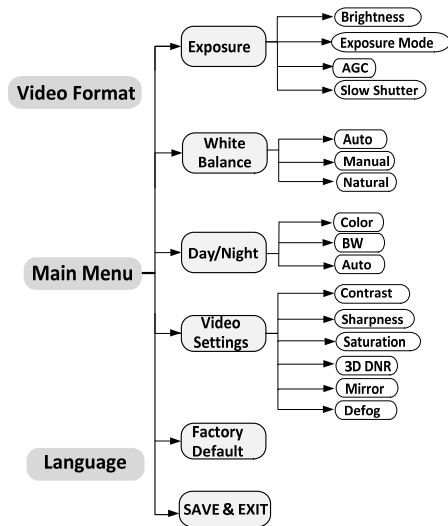 Video Format
Main Menu
Language
Exposure
Brightness
Exposure Mode
AGC
Slow Shutter
White
Balance
Auto
Manual
Natural
Day/Night
Color
BW
Auto
Video
Settings
Contrast
Sharpness
Saturation
3D DNR
Mirror
Defog
Factory
Default
SAVE & EXIT